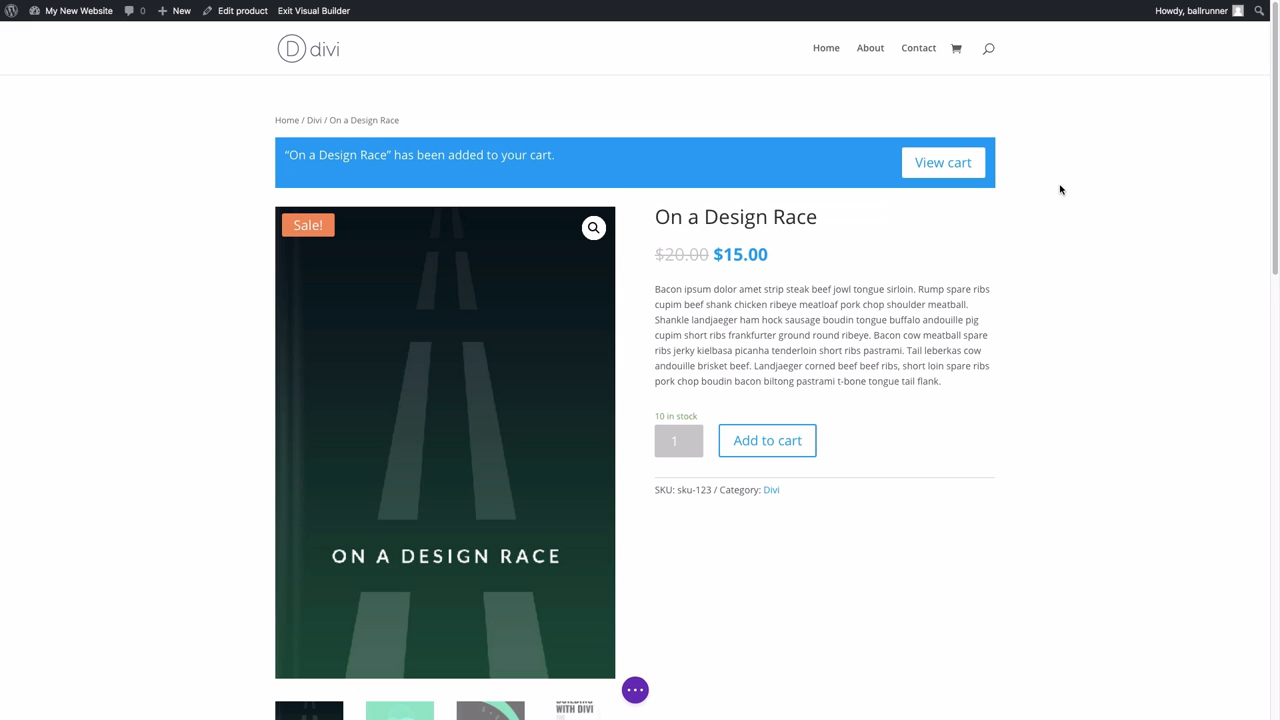 My New Website
0
New
Edit product
Exit Visual Builder
Howdy, ballrunner
D divi
Home
About
Contact
Home / Divi / On a Design Race
“On a Design Race” has been added to your cart.
View cart
Sale!
On a Design Race
$20.00 $15.00
Bacon ipsum dolor amet strip steak beef jowl tongue sirloin. Rump spare ribs
cupim beef shank chicken ribeye meatloaf pork chop shoulder meatball.
Shankle landjaeger ham hock sausage boudin tongue buffalo andouille pig
cupim short ribs frankfurter ground round ribeye. Bacon cow meatball spare
ribs jerky kielbasa picanha tenderloin short ribs pastrami. Tail leberkas cow
andouille brisket beef. Landjaeger corned beef beef ribs, short loin spare ribs
pork chop boudin bacon biltong pastrami t-bone tongue tail flank.
10 in stock
1
Add to cart
SKU: sku-123 / Category: Divi
ON A DESIGN RACE
WITH DIVI